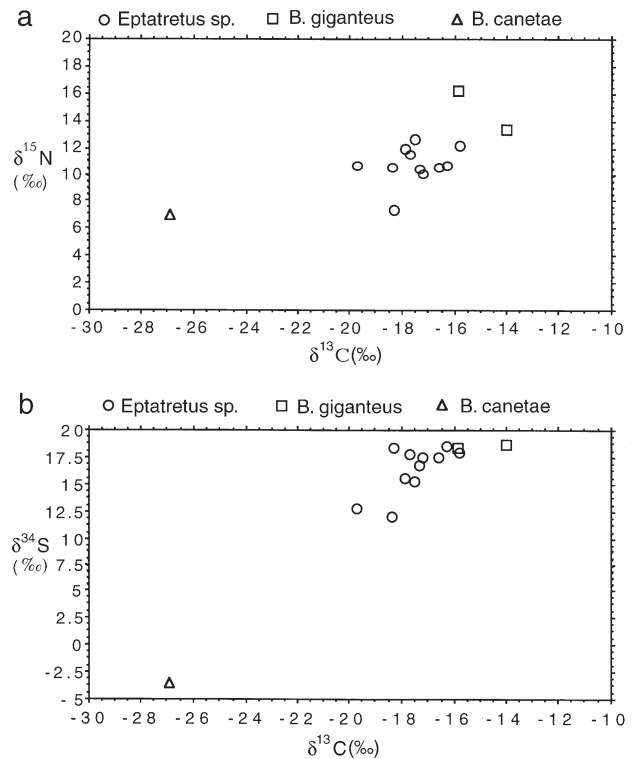 a
○ Eptatretus sp. □ B. giganteus △ B. canetae
20
18
16
14
12
10
8
6
4
2
0
δ¹⁵N
(‰)
-30 -28 -26 -24 -22 -20 -18 -16 -14 -12 -10
δ¹³C(‰)
b
○ Eptatretus sp. □ B. giganteus △ B. canetae
20
17.5
15
12.5
10
7.5
5
2.5
0
-2.5
-5
δ³⁴S
(‰)
-30 -28 -26 -24 -22 -20 -18 -16 -14 -12 -10
δ¹³C(‰)